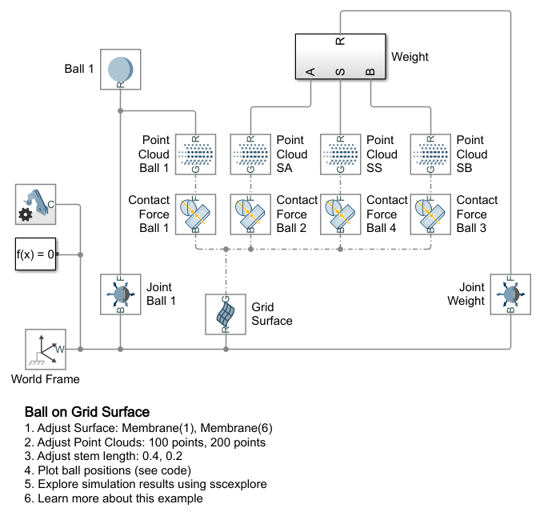 R
Ball 1
R
Weight
A
S
B
Point
Cloud
Ball 1
G R
Point
Cloud
SA
G R
Point
Cloud
SS
G R
Point
Cloud
SB
G R
Contact
Force
Ball 1
B F
Contact
Force
Ball 2
B F
Contact
Force
Ball 4
B F
Contact
Force
Ball 3
B F
C
f(x) = 0
Joint
Ball 1
B F
Grid
Surface
R G
Joint
Weight
B F
W
World Frame
Ball on Grid Surface
1. Adjust Surface: Membrane(1), Membrane(6)
2. Adjust Point Clouds: 100 points, 200 points
3. Adjust stem length: 0.4, 0.2
4. Plot ball positions (see code)
5. Explore simulation results using sscexplore
6. Learn more about this example